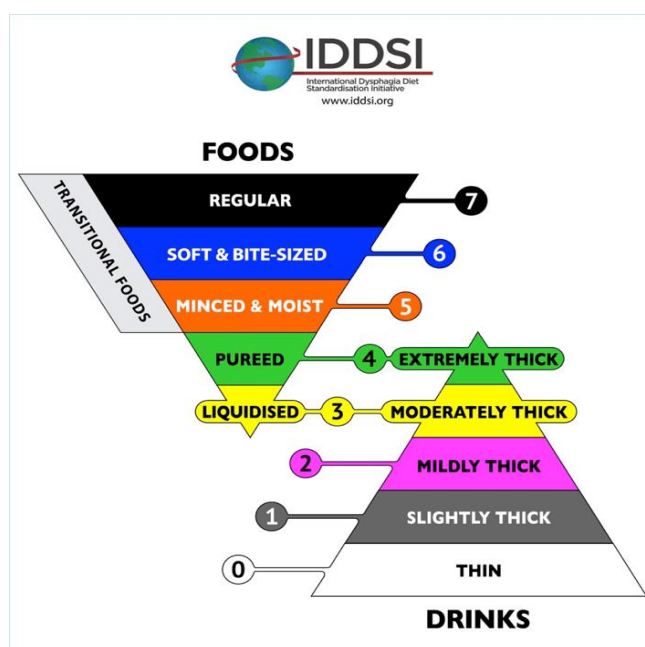 IDDSI
International Dysphagia Diet
Standardisation Initiative
www.iddsi.org
FOODS
TRANSITIONAL FOODS
REGULAR
7
SOFT & BITE-SIZED
6
MINCED & MOIST
5
PUREED
4
EXTREMELY THICK
LIQUIDISED
3
MODERATELY THICK
2
MILDLY THICK
1
SLIGHTLY THICK
0
THIN
DRINKS